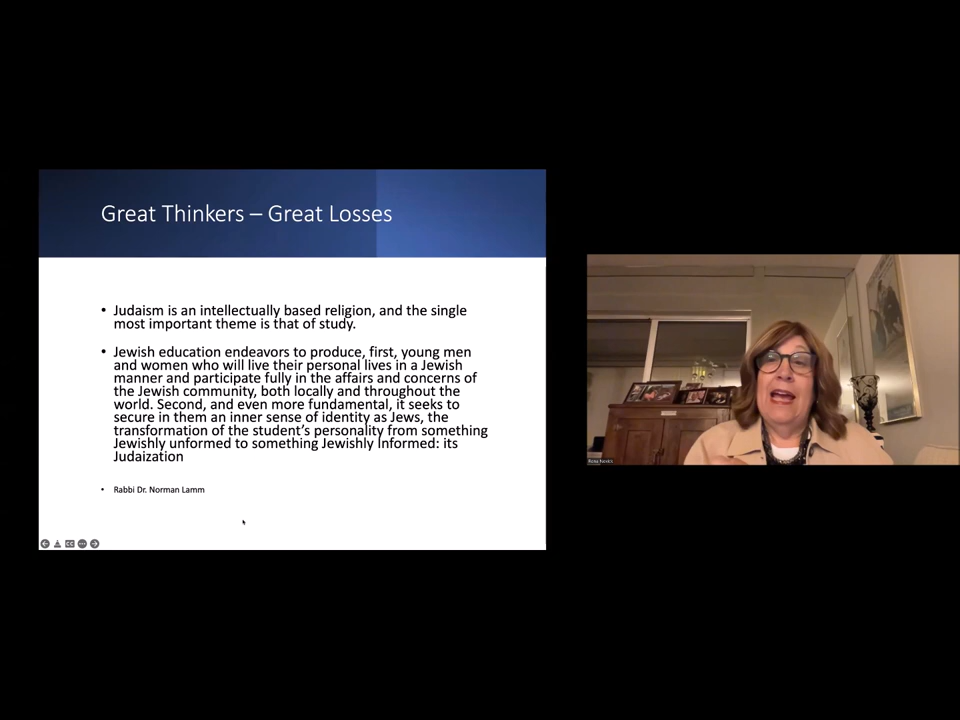 Great Thinkers – Great Losses
• Judaism is an intellectually based religion, and the single
most important theme is that of study.
• Jewish education endeavors to produce, first, young men
and women who will live their personal lives in a Jewish
manner and participate fully in the affairs and concerns of
the Jewish community, both locally and throughout the
world. Second, and even more fundamental, it seeks to
secure in them an inner sense of identity as Jews, the
transformation of the student’s personality from something
Jewishly unformed to something Jewishly Informed: its
Judaization
• Rabbi Dr. Norman Lamm
CC